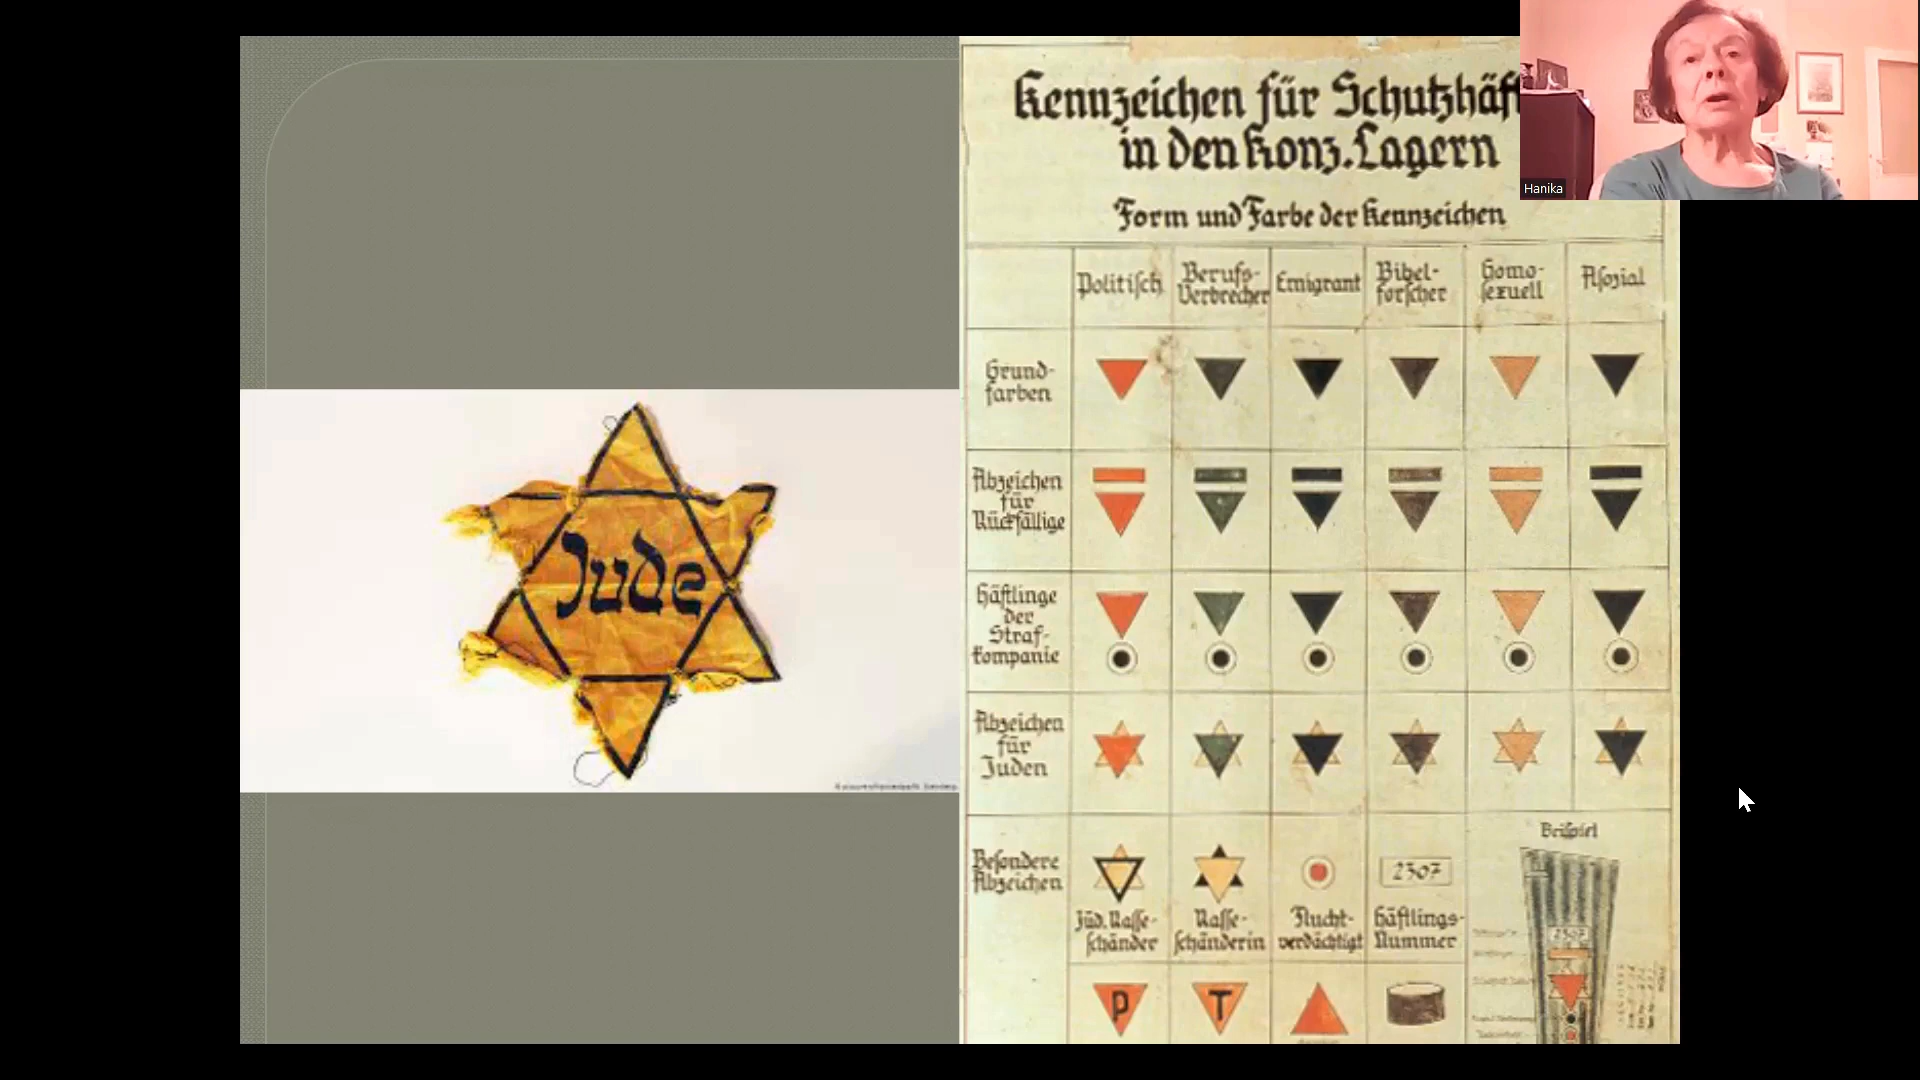 Jude
Kennzeichen für Schutzhäft
in den Konz. Lagern
Form und Farbe der Kennzeichen
Politisch
Berufs-
Verbrecher
Emigrant
Bibel-
forscher
Homo-
sexuell
Asozial
Grund-
farben
Abzeichen
für
Rückfällige
Häftlinge
der
Straf-
kompanie
Abzeichen
für
Juden
Besondere
Abzeichen
2307
Jüd. Rasse-
schänder
Rasse-
schänderin
Flucht-
verdächtigt
Häftlings-
Nummer
Beispiel
2307
P
T
Hanika